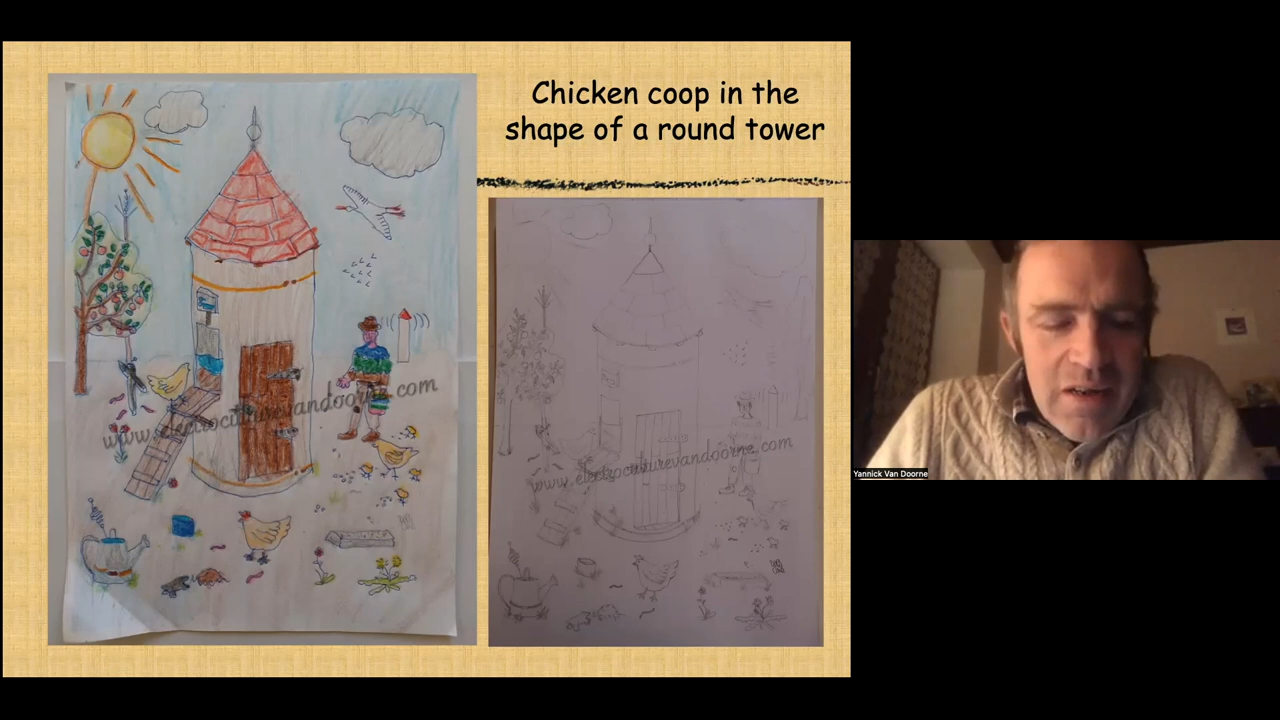 Chicken coop in the
shape of a round tower
www.electroculturevandoorne.com
www.electroculturevandoorne.com
Yannick Van Doorne